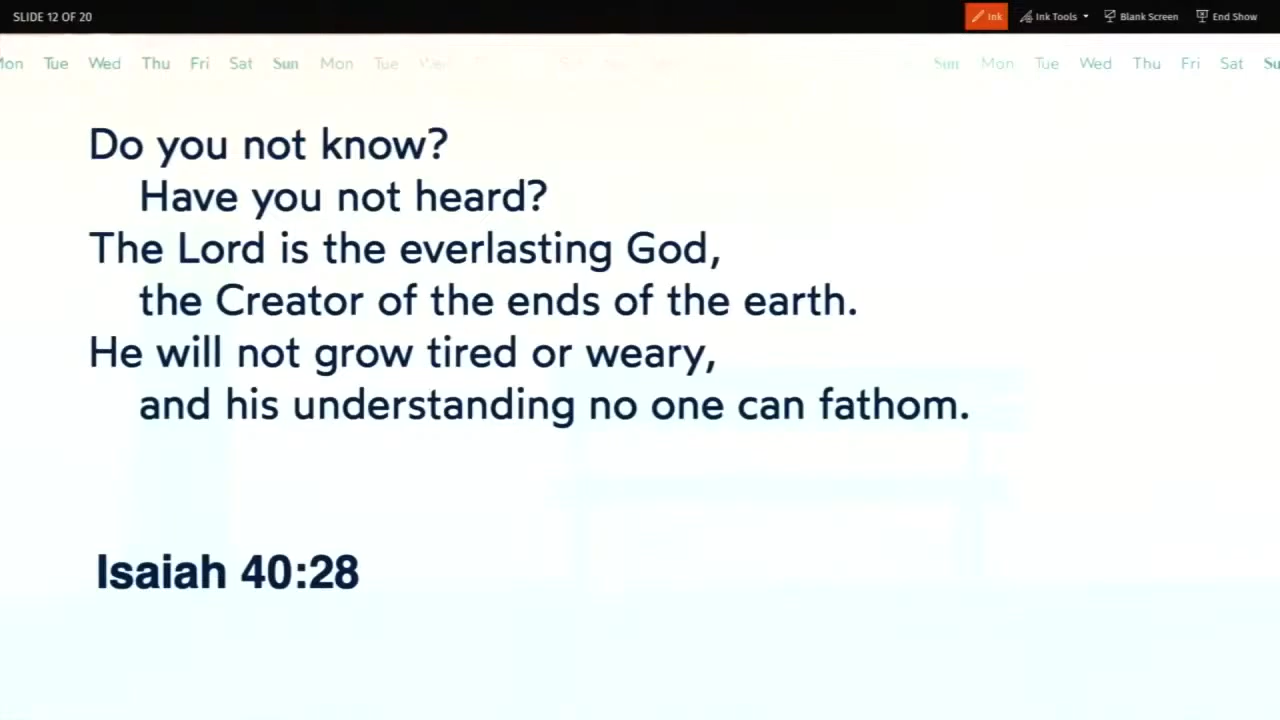 SLIDE 12 OF 20
Ink
Ink Tools
Blank Screen
End Show
Mon Tue Wed Thu Fri Sat Sun Mon Tue Wed Sun Mon Tue Wed Thu Fri Sat Su
Do you not know?
Have you not heard?
The Lord is the everlasting God,
the Creator of the ends of the earth.
He will not grow tired or weary,
and his understanding no one can fathom.
Isaiah 40:28